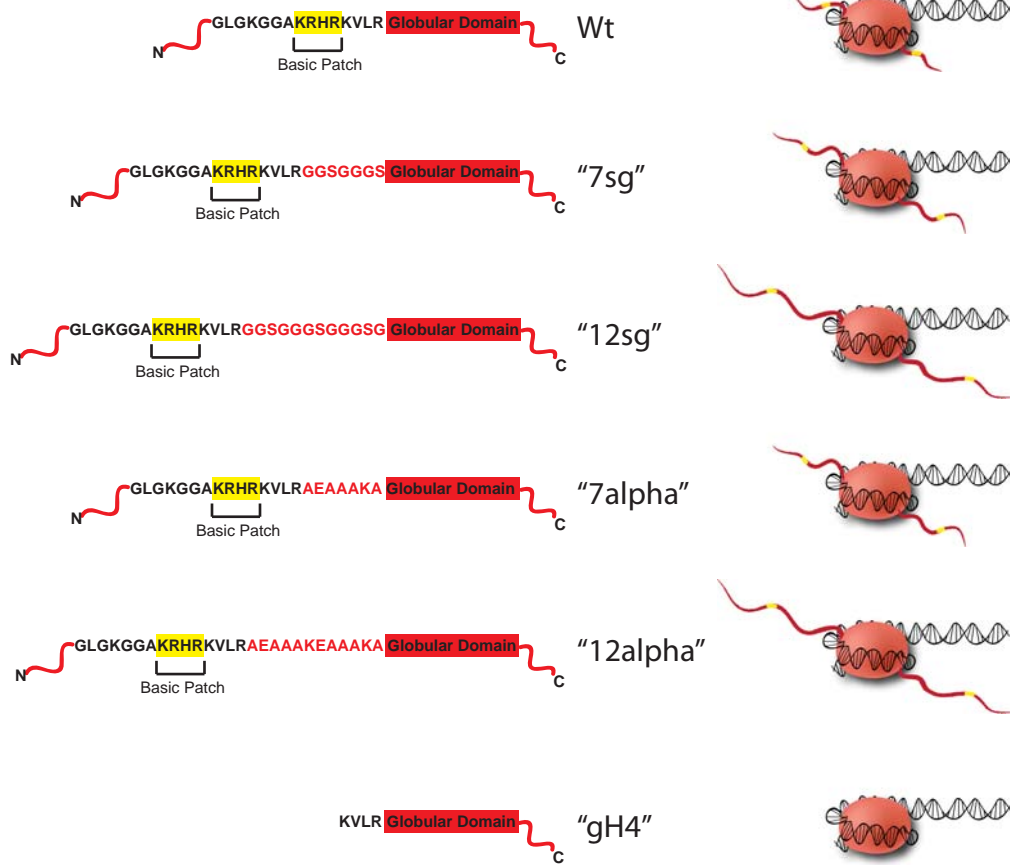 GLGKGGAKRHRKVLR Globular Domain Wt
N C
Basic Patch
GLGKGGAKRHRKVLRGGSGGGS Globular Domain "7sg"
N C
Basic Patch
GLGKGGAKRHRKVLRGGSGGGSGGGSG Globular Domain "12sg"
N C
Basic Patch
GLGKGGAKRHRKVLRAEAAAKA Globular Domain "7alpha"
N C
Basic Patch
GLGKGGAKRHRKVLRAEAAAKEAAAKA Globular Domain "12alpha"
N C
Basic Patch
KVLR Globular Domain "gH4"
C